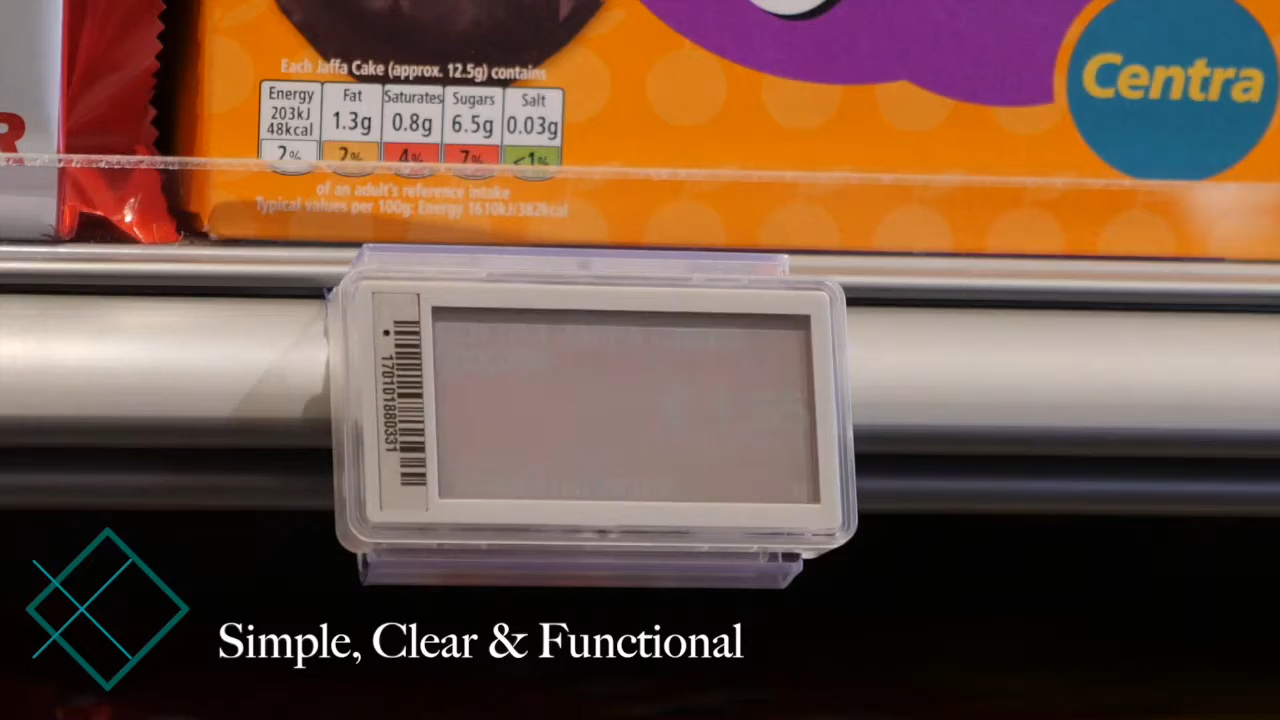 Each Jaffa Cake (approx. 12.5g) contains
Energy Fat Saturates Sugars Salt
203kJ
48kcal 1.3g 0.8g 6.5g 0.03g
2% 2% 4% 7% <1%
of an adult's reference intake
Typical values per 100g: Energy 1610kJ/382kcal
Centra
R
170101880331
Simple, Clear & Functional